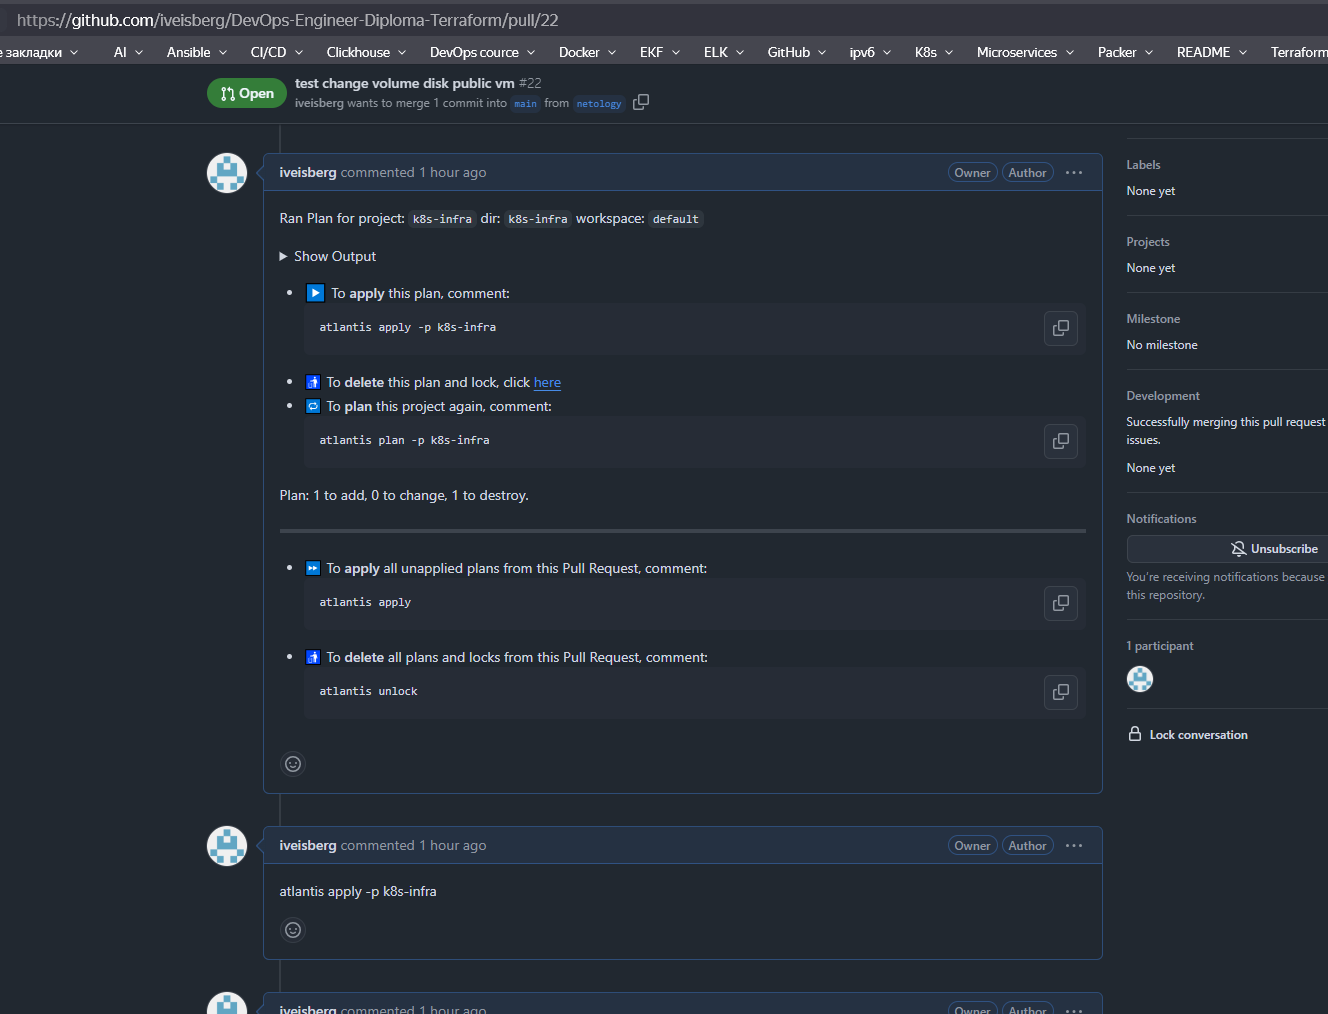 https://github.com/iveisberg/DevOps-Engineer-Diploma-Terraform/pull/22
е закладки AI Ansible CI/CD Clickhouse DevOps cource Docker EKF ELK GitHub ipv6 K8s Microservices Packer README Terraform
Open
test change volume disk public vm #22
iveisberg wants to merge 1 commit into main from netology
iveisberg commented 1 hour ago
Owner Author
Ran Plan for project: k8s-infra dir: k8s-infra workspace: default
Show Output
To apply this plan, comment:
atlantis apply -p k8s-infra
To delete this plan and lock, click here
To plan this project again, comment:
atlantis plan -p k8s-infra
Plan: 1 to add, 0 to change, 1 to destroy.
To apply all unapplied plans from this Pull Request, comment:
atlantis apply
To delete all plans and locks from this Pull Request, comment:
atlantis unlock
iveisberg commented 1 hour ago
Owner Author
atlantis apply -p k8s-infra
iveisberg commented 1 hour ago
Owner Author
Labels
None yet
Projects
None yet
Milestone
No milestone
Development
Successfully merging this pull request
issues.
None yet
Notifications
Unsubscribe
You're receiving notifications because
this repository.
1 participant
Lock conversation